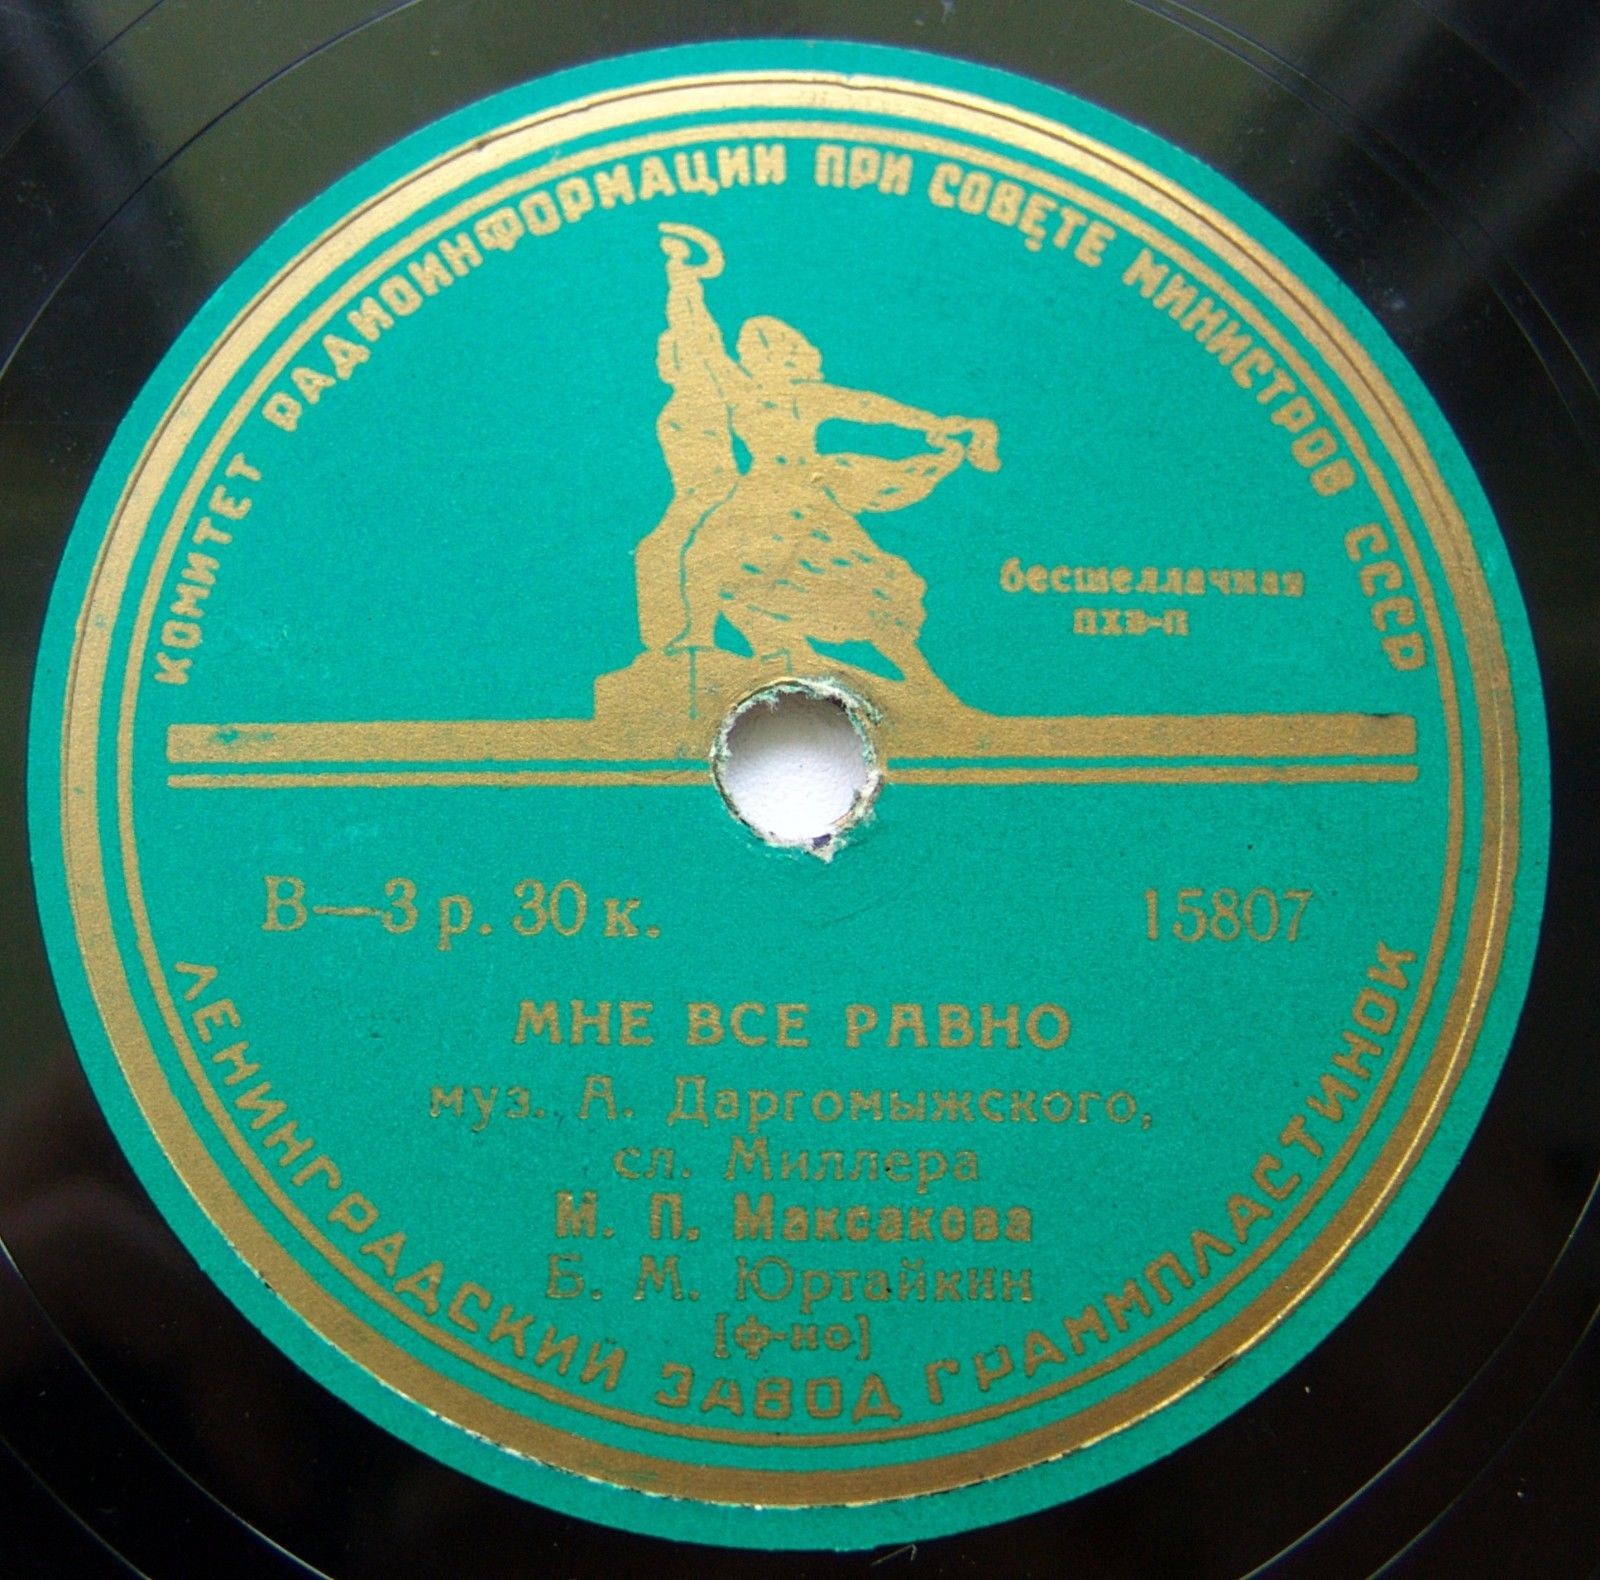 КОМИТЕТ РАДИОИНФОРМАЦИИ ПРИ СОВЕТЕ МИНИСТРОВ СССР
бесшеллачная
пхв-п
В—3 р. 30 к.
15807
МНЕ ВСЕ РАВНО
муз. А. Даргомыжского,
сл. Миллера
М. П. Максакова
Б. М. Юртайкин
[ф-но]
ЛЕНИНГРАДСКИЙ ЗАВОД ГРАММПЛАСТИНОК